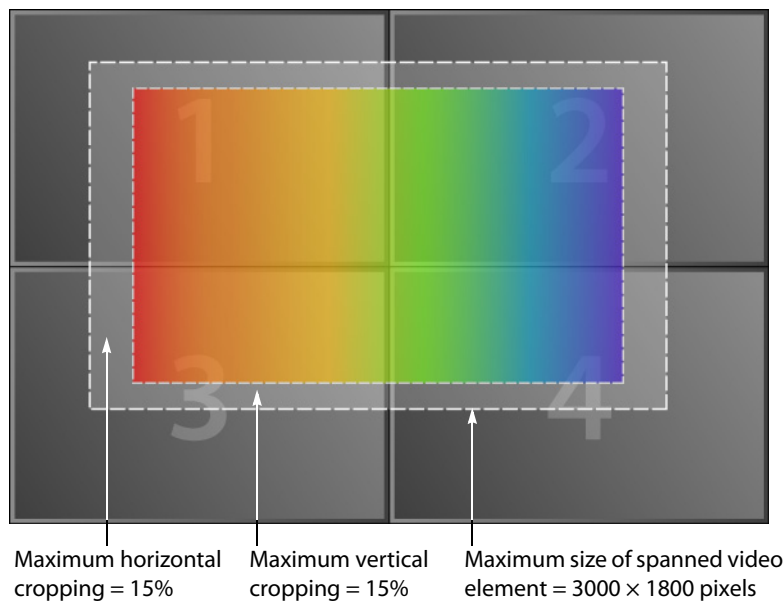 1
2
3
4
Maximum horizontal
cropping = 15%
Maximum vertical
cropping = 15%
Maximum size of spanned video
element = 3000 × 1800 pixels